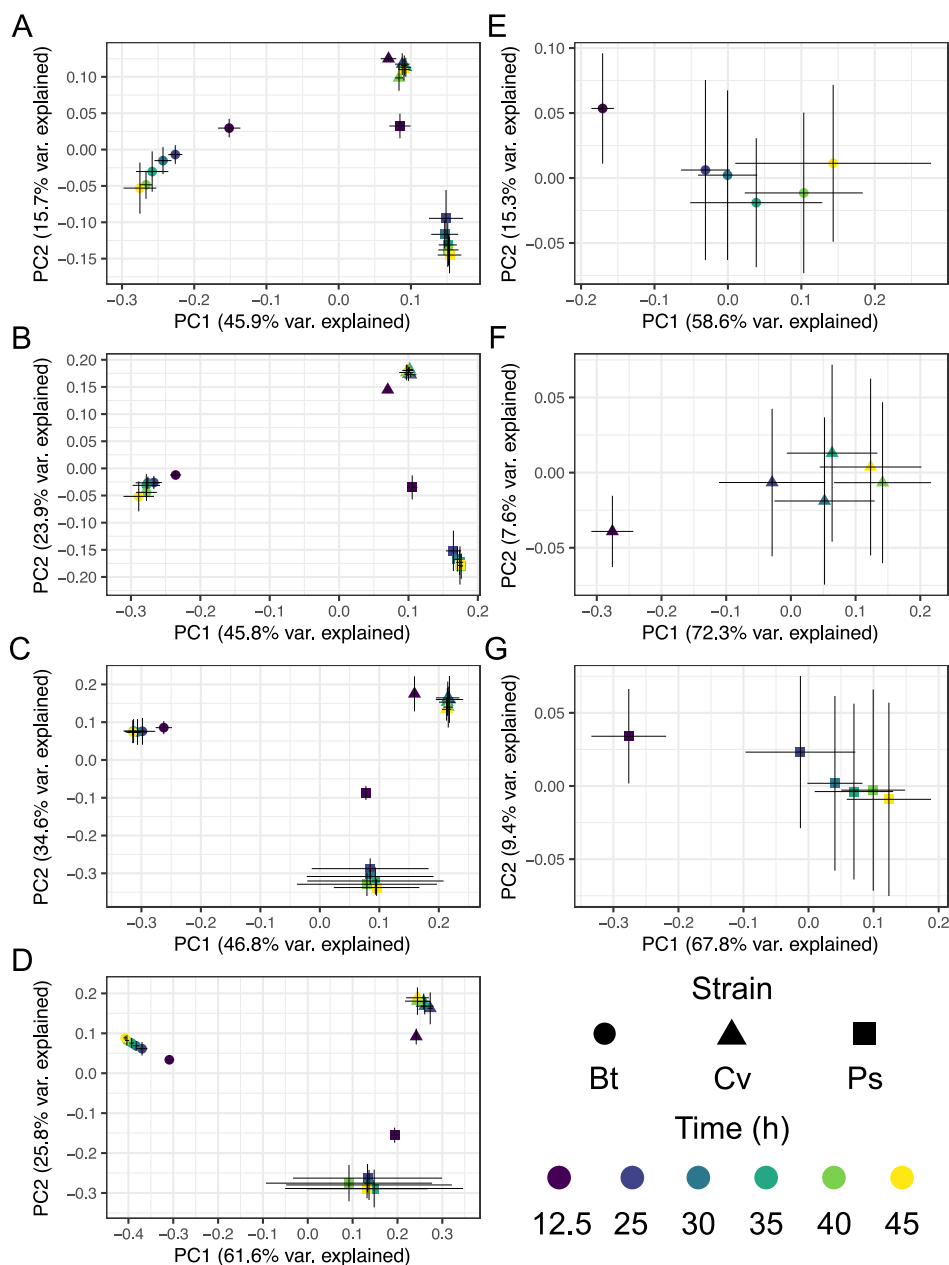 A
0.10
0.05
0.00
−0.05
−0.10
−0.15
PC2 (15.7% var. explained)
−0.3 −0.2 −0.1 0.0 0.1
PC1 (45.9% var. explained)
B
0.20
0.15
0.10
0.05
0.00
−0.05
−0.10
−0.15
−0.20
PC2 (23.9% var. explained)
−0.3 −0.2 −0.1 0.0 0.1 0.2
PC1 (45.8% var. explained)
C
0.2
0.1
0.0
−0.1
−0.2
−0.3
PC2 (34.6% var. explained)
−0.3 −0.2 −0.1 0.0 0.1 0.2
PC1 (46.8% var. explained)
D
0.2
0.1
0.0
−0.1
−0.2
−0.3
PC2 (25.8% var. explained)
−0.4 −0.3 −0.2 −0.1 0.0 0.1 0.2 0.3
PC1 (61.6% var. explained)
E
0.10
0.05
0.00
−0.05
PC2 (15.3% var. explained)
−0.2 −0.1 0.0 0.1 0.2
PC1 (58.6% var. explained)
F
0.05
0.00
−0.05
PC2 (7.6% var. explained)
−0.3 −0.2 −0.1 0.0 0.1 0.2
PC1 (72.3% var. explained)
G
0.05
0.00
−0.05
PC2 (9.4% var. explained)
−0.3 −0.2 −0.1 0.0 0.1 0.2
PC1 (67.8% var. explained)
Strain
Bt Cv Ps
Time (h)
12.5 25 30 35 40 45